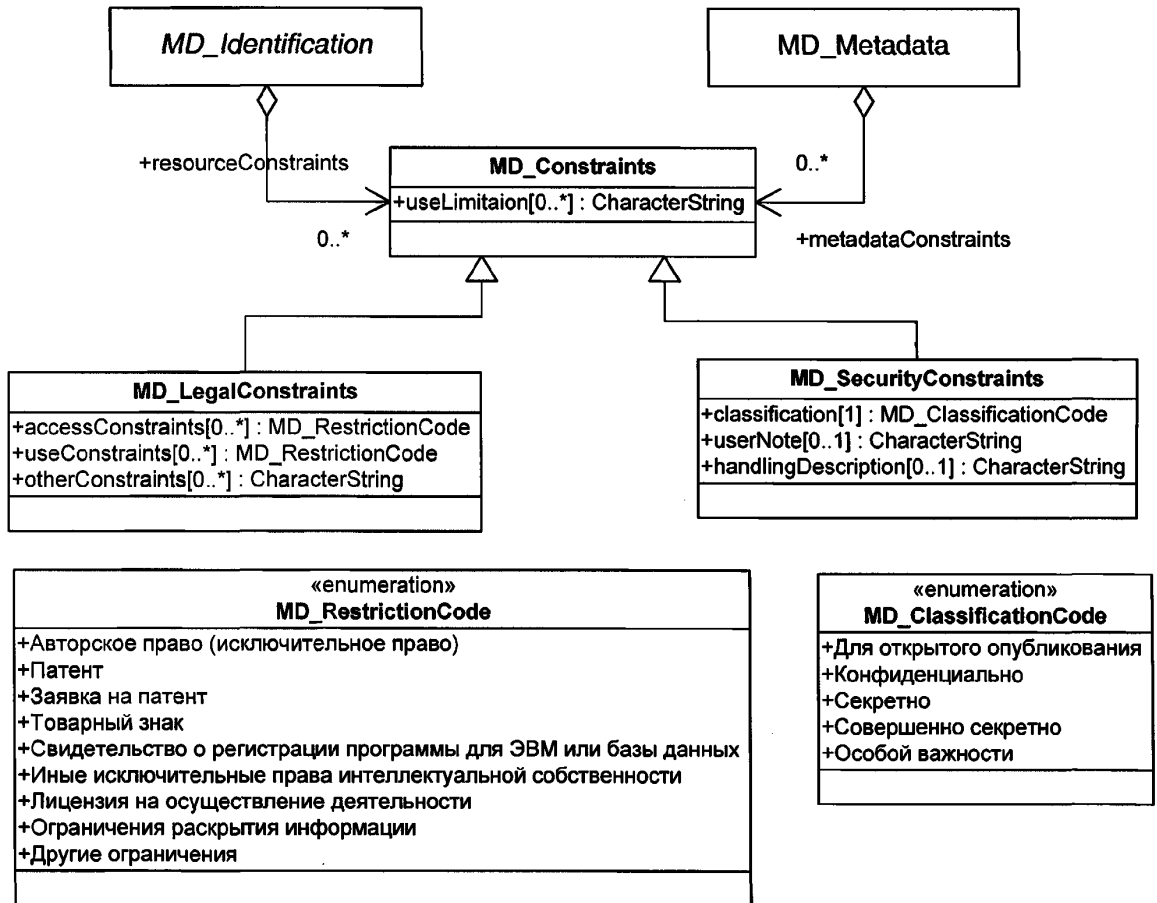 MD_Identification
MD_Metadata
+resourceConstraints
0..*
MD_Constraints
+useLimitaion[0..*] : CharacterString
0..*
+metadataConstraints
MD_LegalConstraints
+accessConstraints[0..*] : MD_RestrictionCode
+useConstraints[0..*] : MD_RestrictionCode
+otherConstraints[0..*] : CharacterString
MD_SecurityConstraints
+classification[1] : MD_ClassificationCode
+userNote[0..1] : CharacterString
+handlingDescription[0..1] : CharacterString
«enumeration»
MD_RestrictionCode
+Авторское право (исключительное право)
+Патент
+Заявка на патент
+Товарный знак
+Свидетельство о регистрации программы для ЭВМ или базы данных
+Иные исключительные права интеллектуальной собственности
+Лицензия на осуществление деятельности
+Ограничения раскрытия информации
+Другие ограничения
«enumeration»
MD_ClassificationCode
+Для открытого опубликования
+Конфиденциально
+Секретно
+Совершенно секретно
+Особой важности